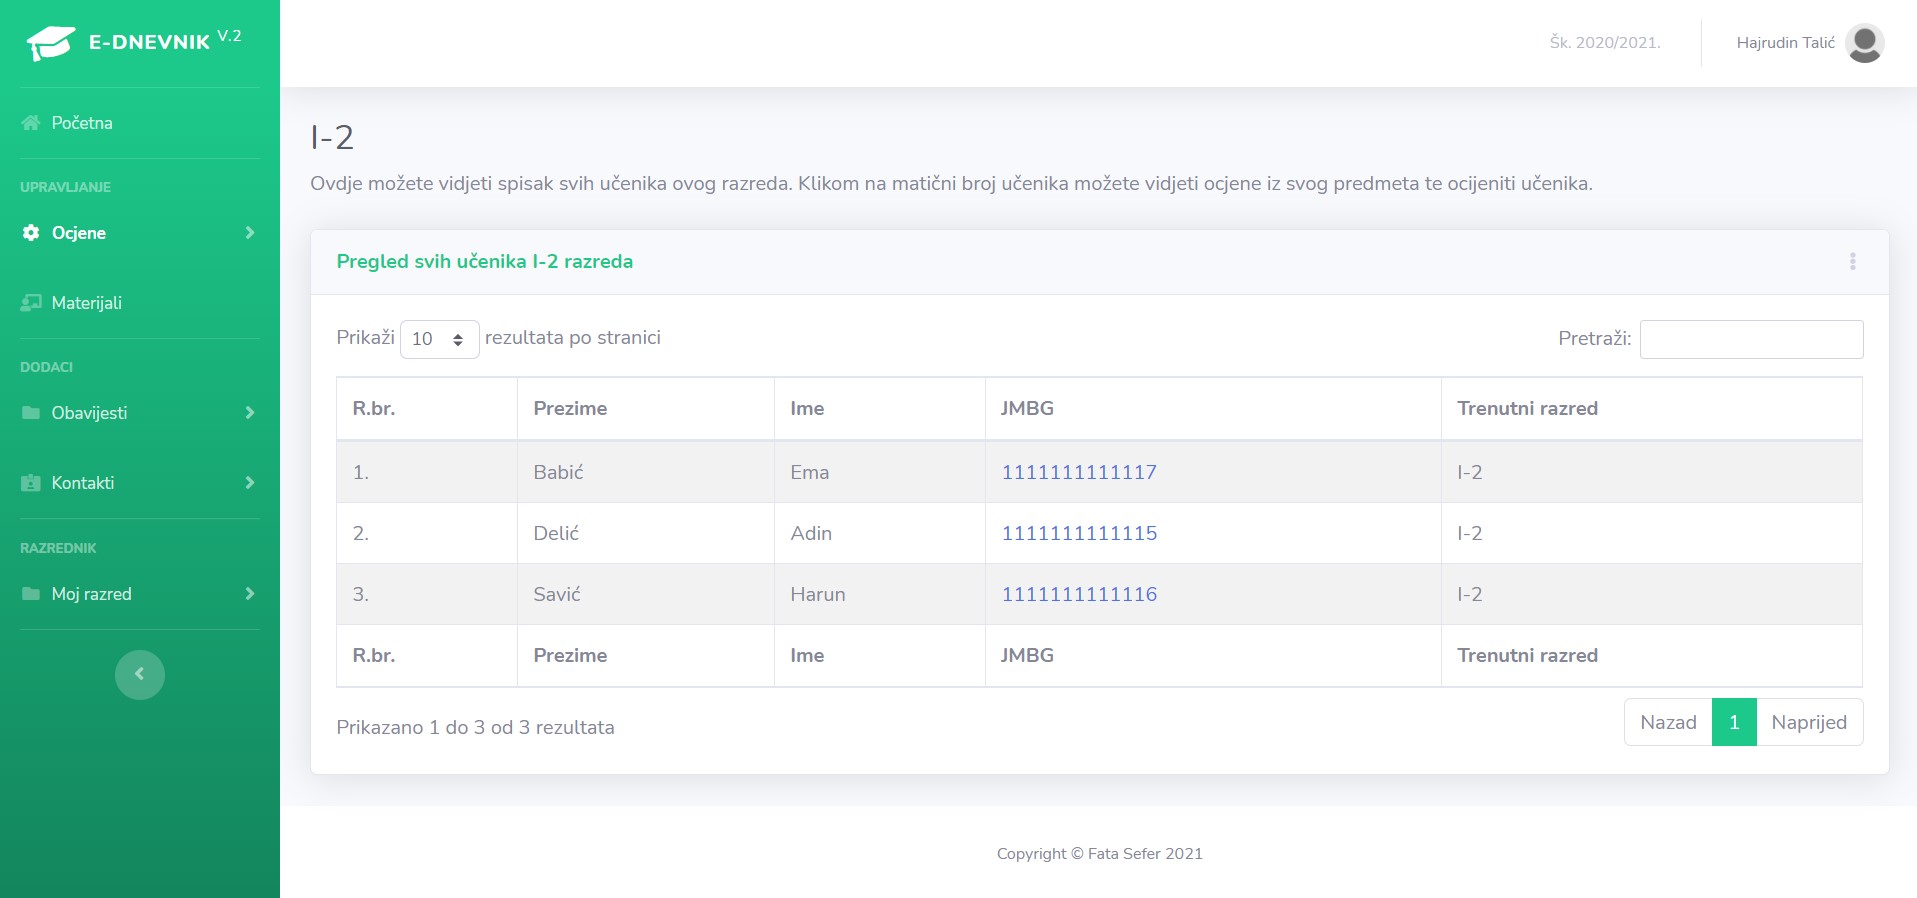 E-DNEVNIK V.2
Šk. 2020/2021.
Hajrudin Talić
Početna
UPRAVLJANJE
Ocjene
Materijali
DODACI
Obavijesti
Kontakti
RAZREDNIK
Moj razred
I-2
Ovdje možete vidjeti spisak svih učenika ovog razreda. Klikom na matični broj učenika možete vidjeti ocjene iz svog predmeta te ocijeniti učenika.
Pregled svih učenika I-2 razreda
Prikaži 10 rezultata po stranici
Pretraži:
R.br. Prezime Ime JMBG Trenutni razred
1. Babić Ema 1111111111117 I-2
2. Delić Adin 1111111111115 I-2
3. Savić Harun 1111111111116 I-2
R.br. Prezime Ime JMBG Trenutni razred
Prikazano 1 do 3 od 3 rezultata
Nazad 1 Naprijed
Copyright © Fata Sefer 2021